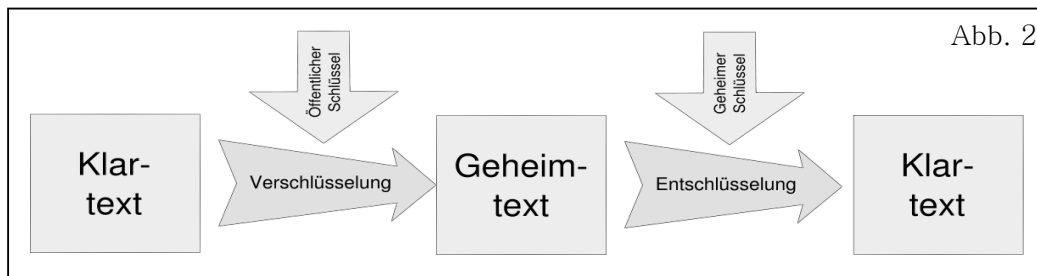 Abb. 2
Öffentlicher
Schlüssel
Geheimer
Schlüssel
Klar-
text
Verschlüsselung
Geheim-
text
Entschlüsselung
Klar-
text